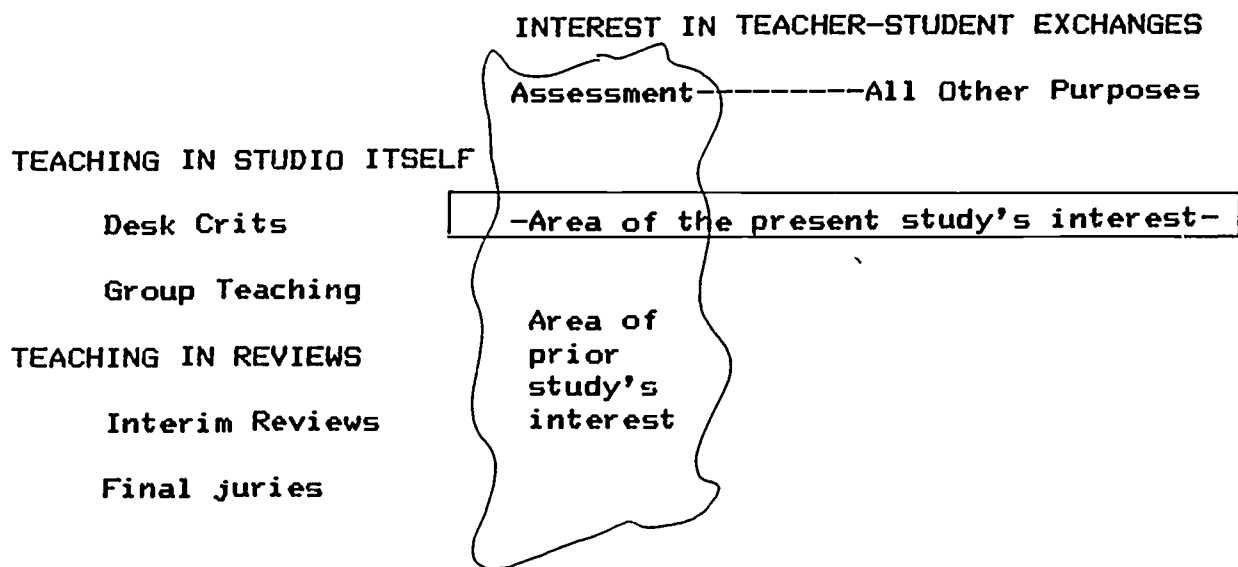 INTEREST IN TEACHER-STUDENT EXCHANGES
Assessment----------All Other Purposes
TEACHING IN STUDIO ITSELF
Desk Crits
-Area of the present study's interest-
Group Teaching
Area of
prior
study's
interest
TEACHING IN REVIEWS
Interim Reviews
Final juries